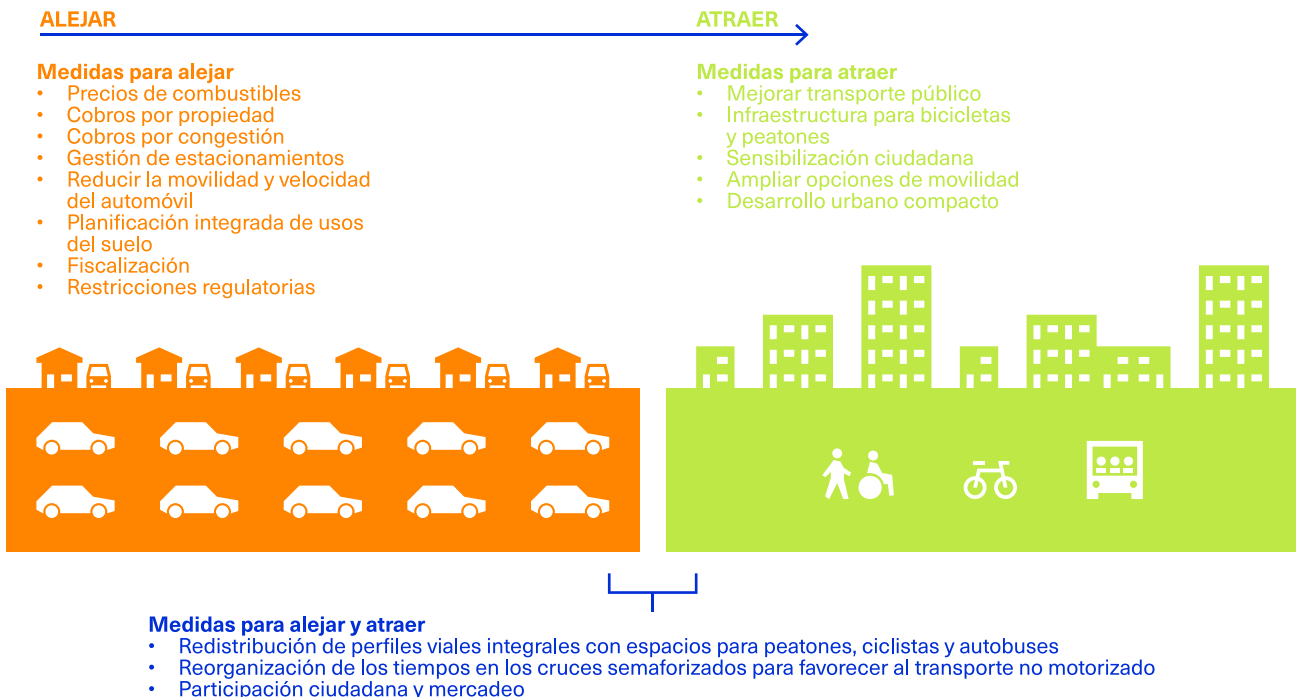 ALEJAR
ATRAER
Medidas para alejar
• Precios de combustibles
• Cobros por propiedad
• Cobros por congestión
• Gestión de estacionamientos
• Reducir la movilidad y velocidad
del automóvil
• Planificación integrada de usos
del suelo
• Fiscalización
• Restricciones regulatorias
Medidas para atraer
• Mejorar transporte público
• Infraestructura para bicicletas
y peatones
• Sensibilización ciudadana
• Ampliar opciones de movilidad
• Desarrollo urbano compacto
Medidas para alejar y atraer
• Redistribución de perfiles viales integrales con espacios para peatones, ciclistas y autobuses
• Reorganización de los tiempos en los cruces semaforizados para favorecer al transporte no motorizado
• Participación ciudadana y mercadeo